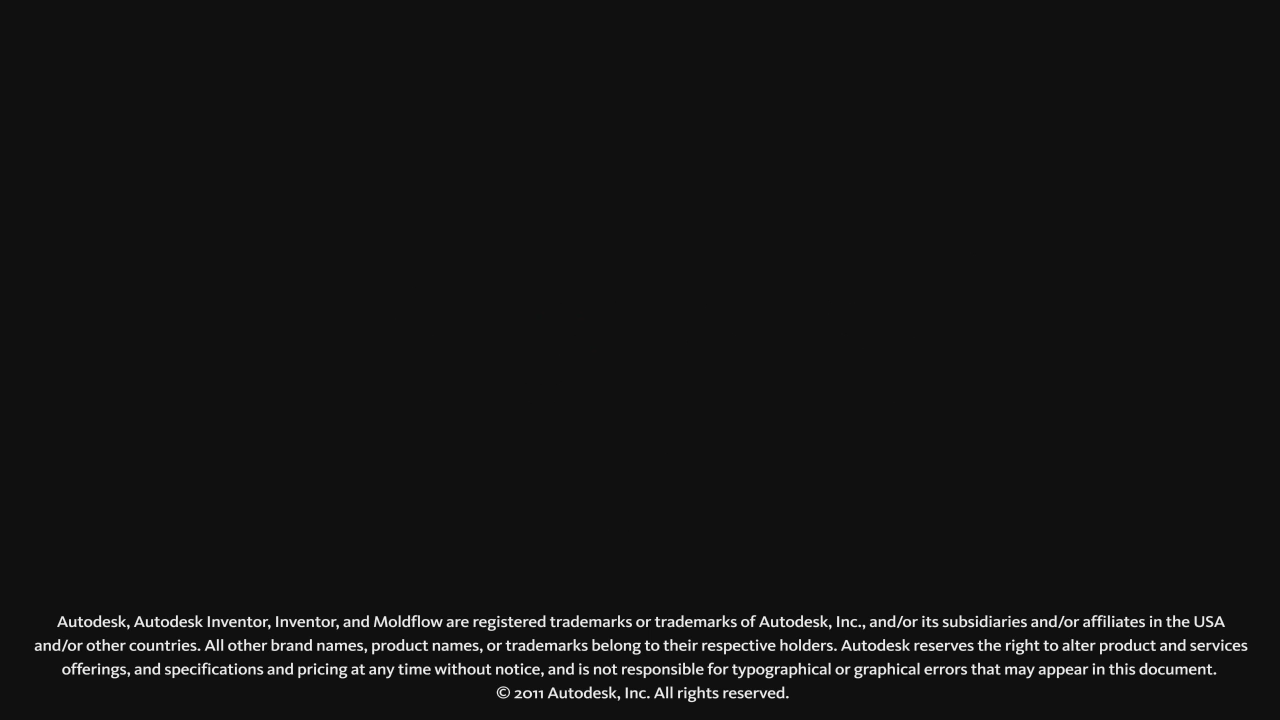 Autodesk, Autodesk Inventor, Inventor, and Moldflow are registered trademarks or trademarks of Autodesk, Inc., and/or its subsidiaries and/or affiliates in the USA
and/or other countries. All other brand names, product names, or trademarks belong to their respective holders. Autodesk reserves the right to alter product and services
offerings, and specifications and pricing at any time without notice, and is not responsible for typographical or graphical errors that may appear in this document.
© 2011 Autodesk, Inc. All rights reserved.